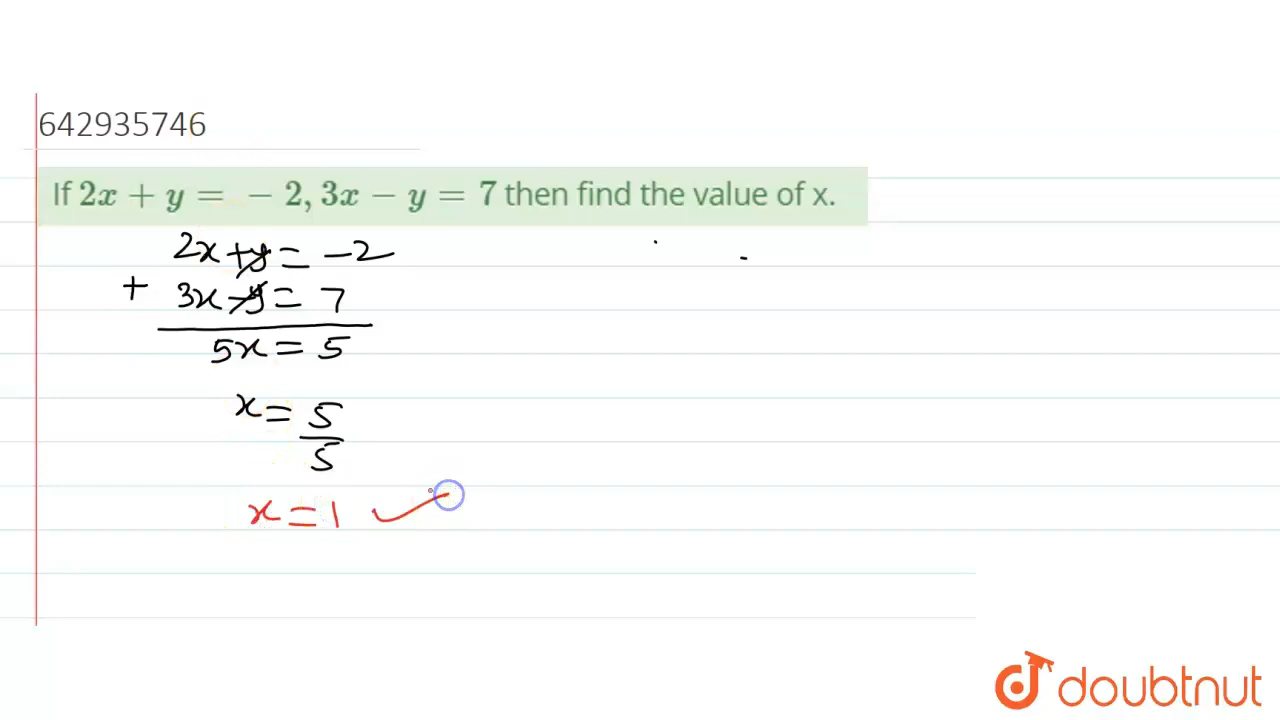 642935746
If 2x + y = - 2, 3x - y = 7 then find the value of x.
2x+y = -2
+ 3x-y = 7
5x = 5
x = 5
5
x = 1 ✓
doubtnut